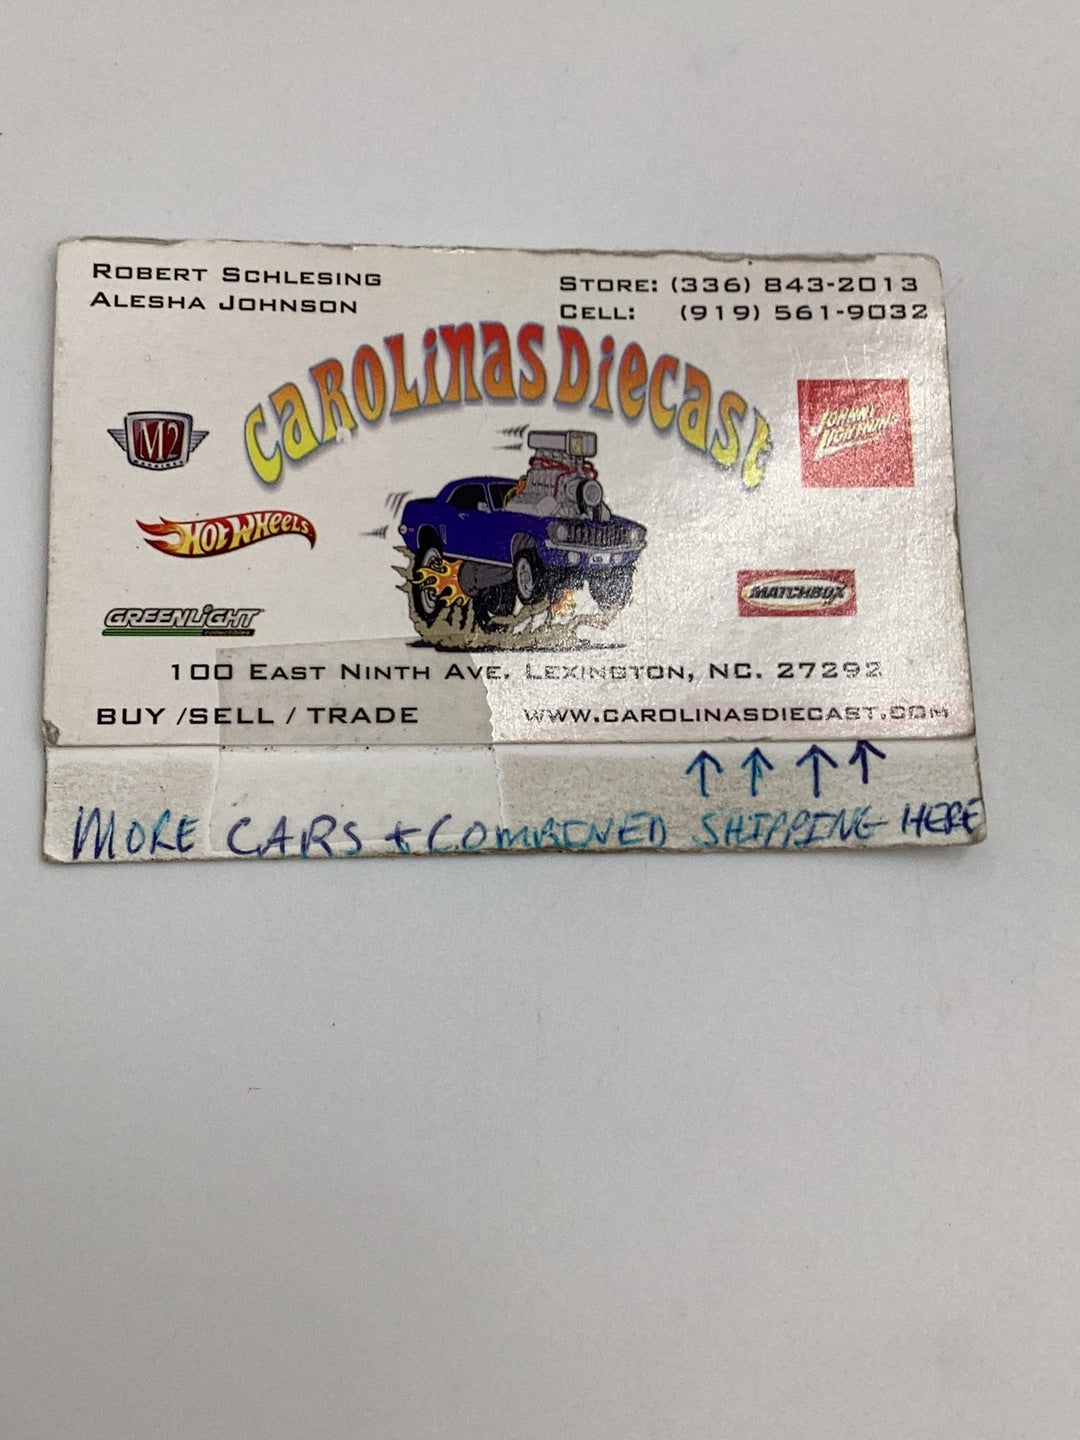 ROBERT SCHLESING
ALESHA JOHNSON
STORE: (336) 843-2013
CELL: (919) 561-9032
CAROLINAS DIECAST
M2
MACHINES
JOHNNY
LIGHTNING
HOT WHEELS
MATCHBOX
GREENLIGHT
collectibles
100 EAST NINTH AVE. LEXINGTON, NC. 27292
BUY /SELL / TRADE
WWW.CAROLINASDIECAST.COM
MORE CARS + COMBINED SHIPPING HERE